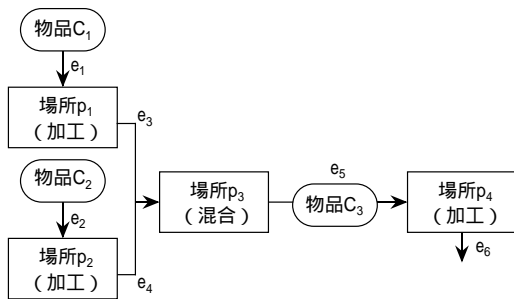 物品C₁
e₁
場所p₁
（加工）
e₃
物品C₂
e₂
場所p₂
（加工）
e₄
場所p₃
（混合）
e₅
物品C₃
場所p₄
（加工）
e₆